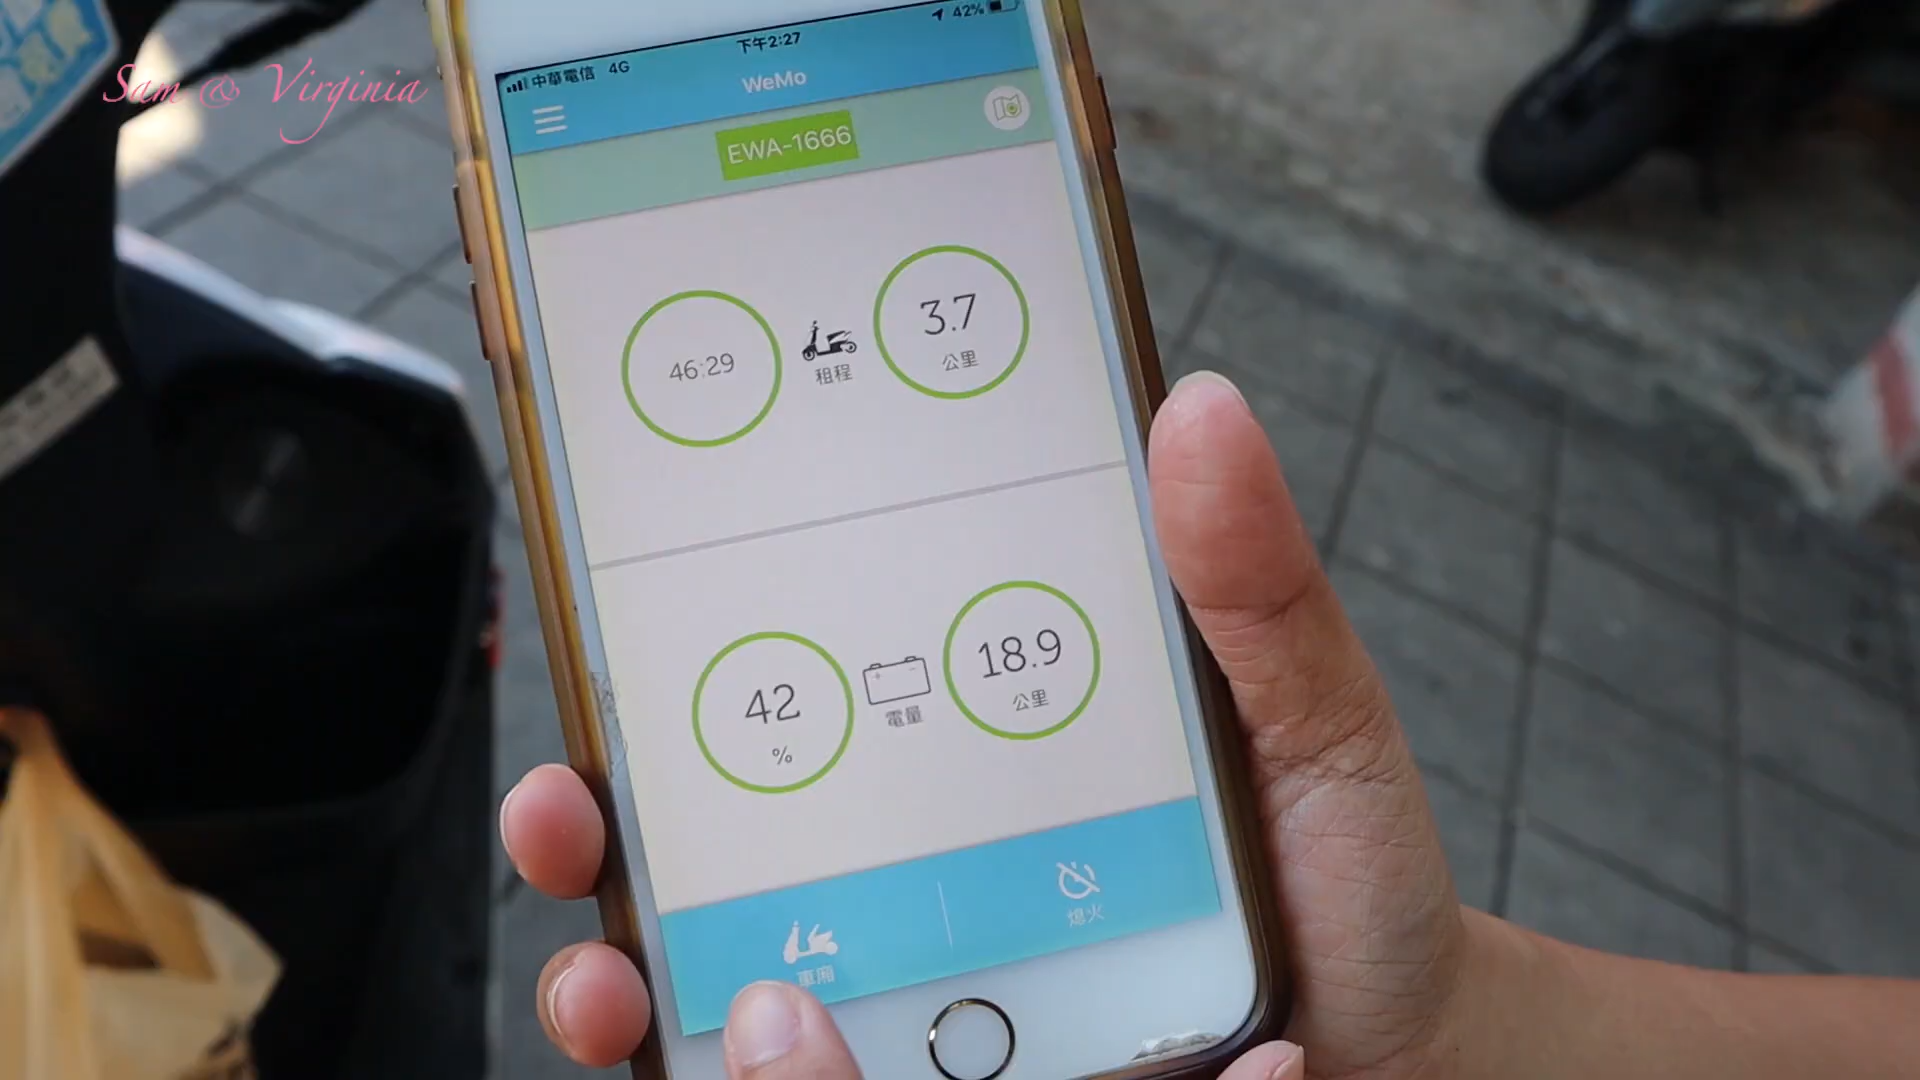 Sam & Virginia
中華電信 4G
下午2:27
42%
WeMo
EWA-1666
46:29
租程
3.7
公里
42
%
電量
18.9
公里
車廂
熄火